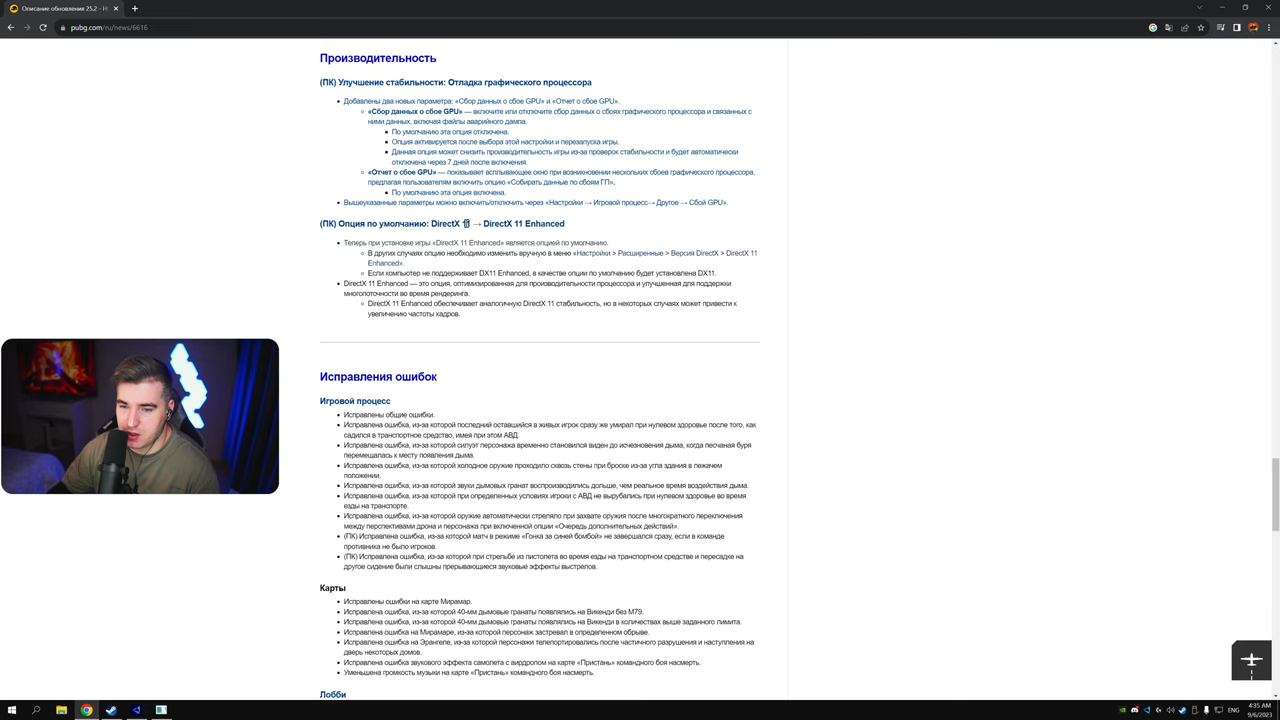 Описание обновления 25.2 - Н
pubg.com/ru/news/6616
Производительность
(ПК) Улучшение стабильности: Отладка графического процессора
Добавлены два новых параметра: «Сбор данных о сбое GPU» и «Отчет о сбое GPU».
«Сбор данных о сбое GPU» — включите или отключите сбор данных о сбоях графического процессора и связанных с
ними данных, включая файлы аварийного дампа.
По умолчанию эта опция отключена.
Опция активируется после выбора этой настройки и перезапуска игры.
Данная опция может снизить производительность игры из-за проверок стабильности и будет автоматически
отключена через 7 дней после включения.
«Отчет о сбое GPU» — показывает всплывающее окно при возникновении нескольких сбоев графического процессора,
предлагая пользователям включить опцию «Собирать данные по сбоям ГП».
По умолчанию эта опция включена.
Вышеуказанные параметры можно включить/отключить через «Настройки → Игровой процесс→ Другое → Сбой GPU».
(ПК) Опция по умолчанию: DirectX 11 → DirectX 11 Enhanced
Теперь при установке игры «DirectX 11 Enhanced» является опцией по умолчанию.
В других случаях опцию необходимо изменить вручную в меню «Настройки > Расширенные > Версия DirectX > DirectX 11
Enhanced».
Если компьютер не поддерживает DX11 Enhanced, в качестве опции по умолчанию будет установлена DX11.
DirectX 11 Enhanced — это опция, оптимизированная для производительности процессора и улучшенная для поддержки
многопоточности во время рендеринга.
DirectX 11 Enhanced обеспечивает аналогичную DirectX 11 стабильность, но в некоторых случаях может привести к
увеличению частоты кадров.
Исправления ошибок
Игровой процесс
Исправлены общие ошибки.
Исправлена ошибка, из-за которой последний оставшийся в живых игрок сразу же умирал при нулевом здоровье после того, как
садился в транспортное средство, имея при этом АВД.
Исправлена ошибка, из-за которой силуэт персонажа временно становился виден до исчезновения дыма, когда песчаная буря
перемещалась к месту появления дыма.
Исправлена ошибка, из-за которой холодное оружие проходило сквозь стены при броске из-за угла здания в лежачем
положении.
Исправлена ошибка, из-за которой звуки дымовых гранат воспроизводились дольше, чем реальное время воздействия дыма.
Исправлена ошибка, из-за которой при определенных условиях игроки с АВД не вырубались при нулевом здоровье во время
езды на транспорте.
Исправлена ошибка, из-за которой оружие автоматически стреляло при захвате оружия после многократного переключения
между перспективами дрона и персонажа при включенной опции «Очередь дополнительных действий».
(ПК) Исправлена ошибка, из-за которой матч в режиме «Гонка за синей бомбой» не завершался сразу, если в команде
противника не было игроков.
(ПК) Исправлена ошибка, из-за которой при стрельбе из пистолета во время езды на транспортном средстве и пересадке на
другое сидение были слышны прерывающиеся звуковые эффекты выстрелов.
Карты
Исправлены ошибки на карте Мирамар.
Исправлена ошибка, из-за которой 40-мм дымовые гранаты появлялись на Викенди без M79.
Исправлена ошибка, из-за которой 40-мм дымовые гранаты появлялись на Викенди в количествах выше заданного лимита.
Исправлена ошибка на Мирамаре, из-за которой персонаж застревал в определенном обрыве.
Исправлена ошибка на Эрангеле, из-за которой персонажи телепортировались после частичного разрушения и наступления на
дверь некоторых домов.
Исправлена ошибка звукового эффекта самолета с аирдропом на карте «Пристань» командного боя насмерть.
Уменьшена громкость музыки на карте «Пристань» командного боя насмерть.
Лобби
ENG
4:35 AM
9/6/2023